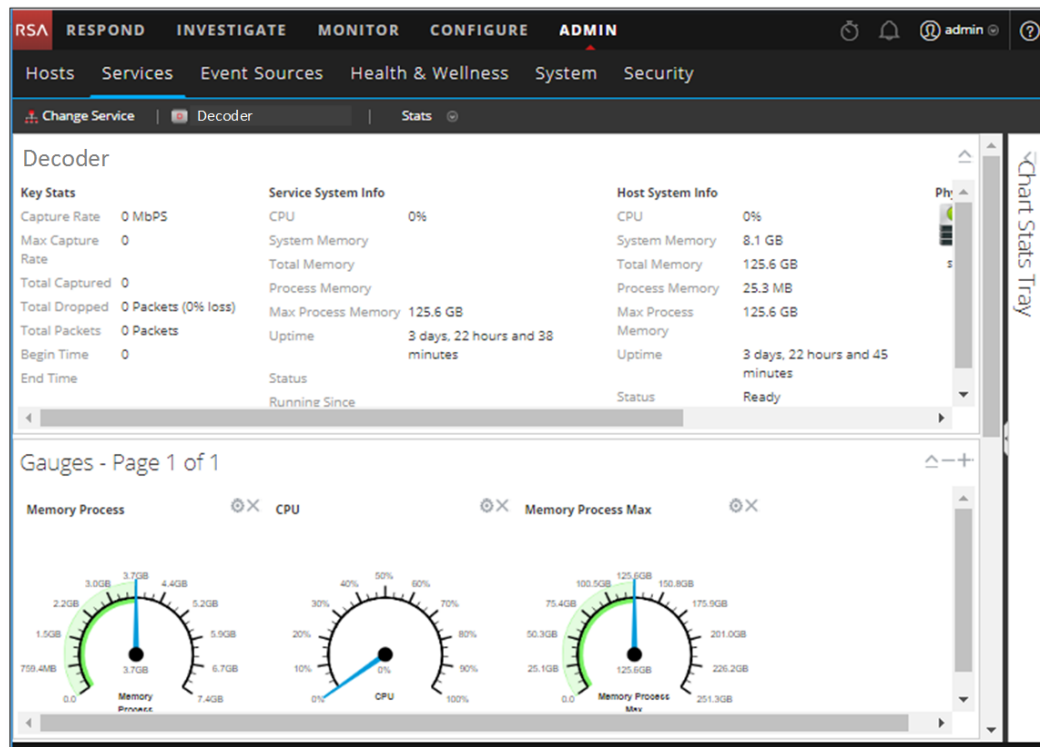 RSA RESPOND INVESTIGATE MONITOR CONFIGURE ADMIN admin
Hosts Services Event Sources Health & Wellness System Security
Change Service | Decoder | Stats
Decoder
Key Stats
Capture Rate 0 MbPS
Max Capture 0
Rate
Total Captured 0
Total Dropped 0 Packets (0% loss)
Total Packets 0 Packets
Begin Time 0
End Time
Service System Info
CPU 0%
System Memory
Total Memory
Process Memory
Max Process Memory 125.6 GB
Uptime 3 days, 22 hours and 38
minutes
Status
Running Since
Host System Info
CPU 0%
System Memory 8.1 GB
Total Memory 125.6 GB
Process Memory 25.3 MB
Max Process 125.6 GB
Memory
Uptime 3 days, 22 hours and 45
minutes
Status Ready
Phy
s
Chart Stats Tray
Gauges - Page 1 of 1
Memory Process
0.0 759.4MB 1.5GB 2.2GB 3.0GB 3.7GB 4.4GB 5.2GB 5.9GB 6.7GB 7.4GB
3.7GB
Memory
Process
CPU
0% 10% 20% 30% 40% 50% 60% 70% 80% 90% 100%
0%
CPU
Memory Process Max
0.0 25.1GB 50.3GB 75.4GB 100.5GB 125.6GB 150.8GB 175.9GB 201.0GB 226.2GB 251.3GB
125.6GB
Memory Process
Max